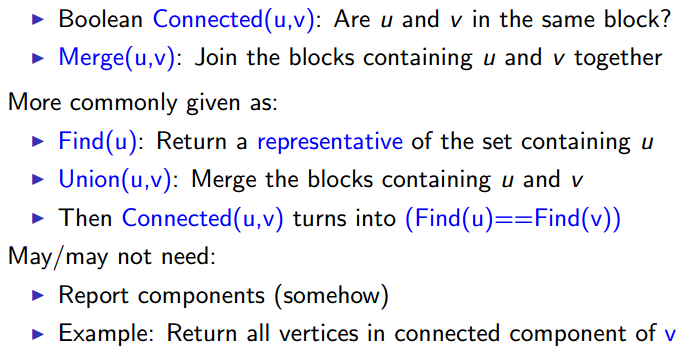 ▶ Boolean Connected(u,v): Are u and v in the same block?
▶ Merge(u,v): Join the blocks containing u and v together
More commonly given as:
▶ Find(u): Return a representative of the set containing u
▶ Union(u,v): Merge the blocks containing u and v
▶ Then Connected(u,v) turns into (Find(u)==Find(v))
May/may not need:
▶ Report components (somehow)
▶ Example: Return all vertices in connected component of v